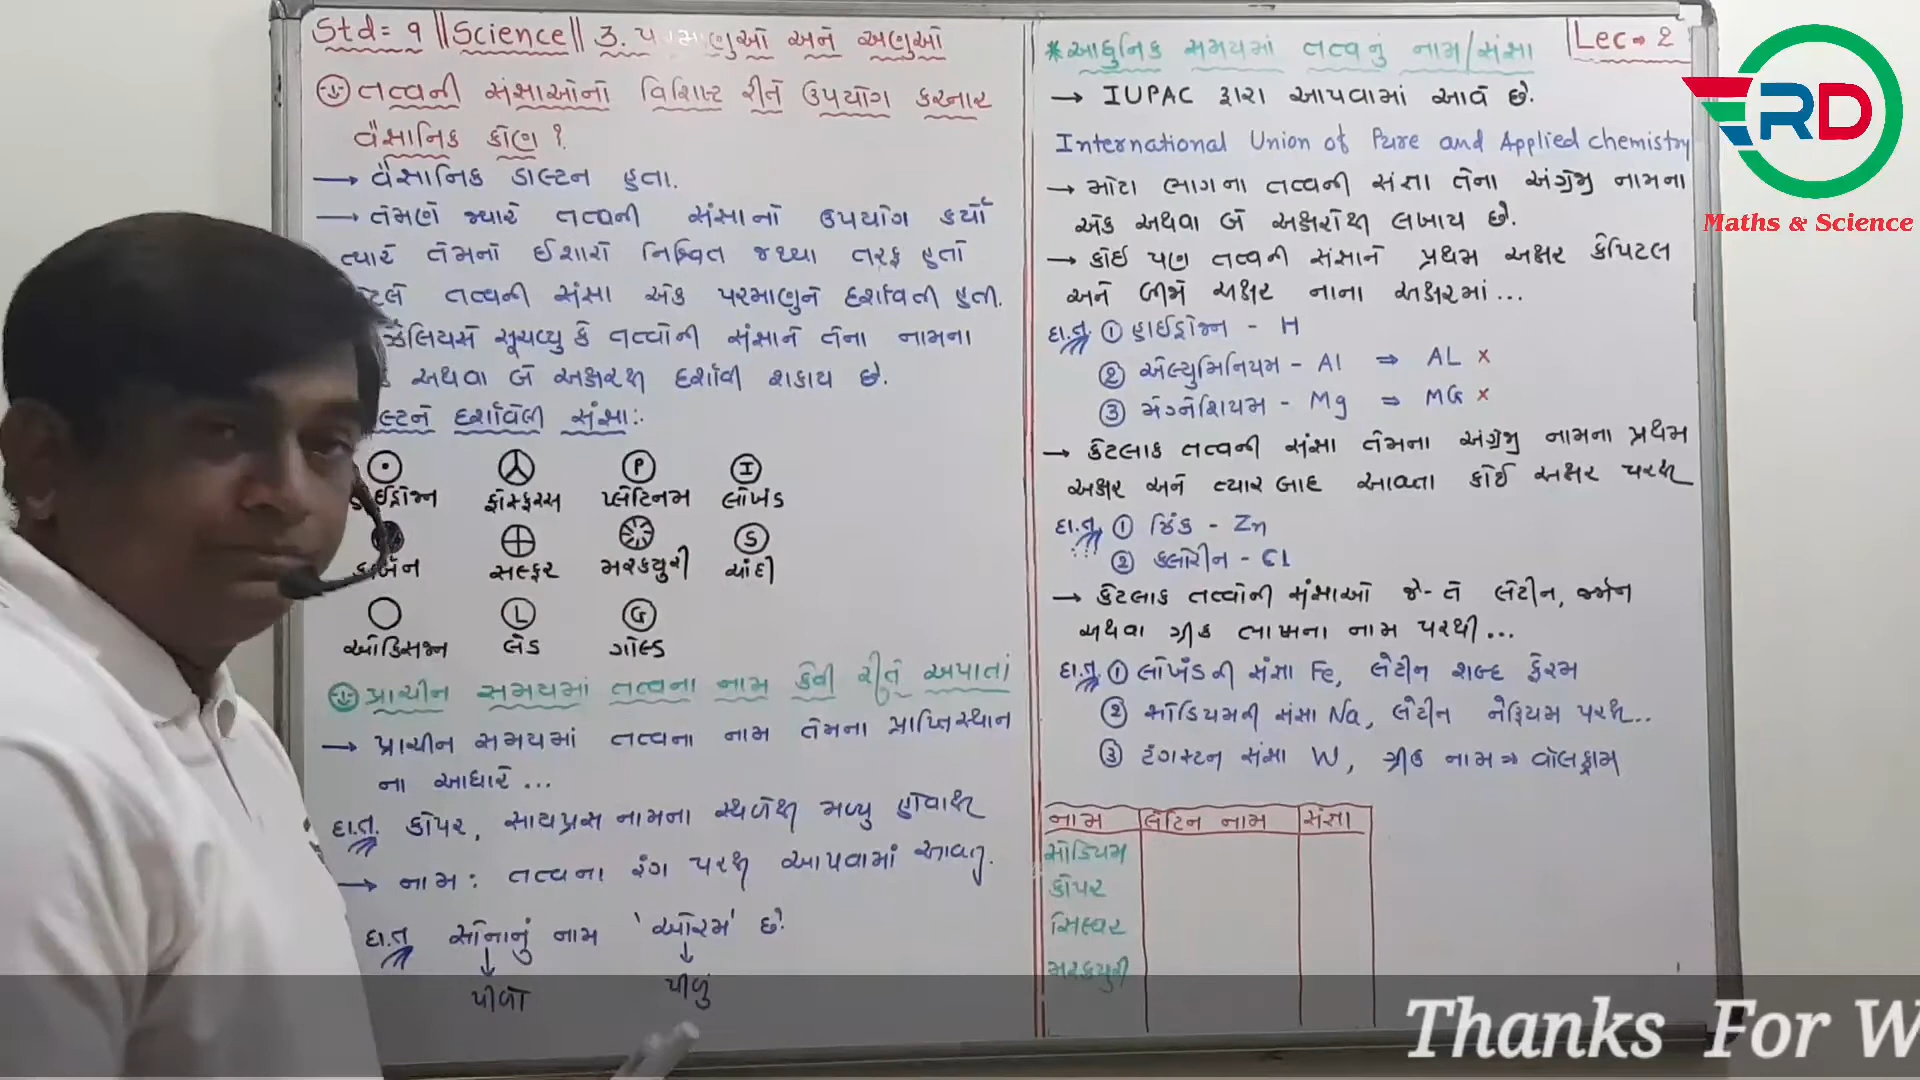 Std = ૧ || Science || 3. પરમાણુઓ અને અણુઓ
તત્વની સંજ્ઞાઓનો વિશિષ્ટ રીતે ઉપયોગ કરનાર
વૈજ્ઞાનિક કોણ ?
→ વૈજ્ઞાનિક ડાલ્ટન હતા.
→ તેમણે જ્યારે તત્વની સંજ્ઞાનો ઉપયોગ કર્યો
ત્યારે તેમનો ઈશારો નિશ્ચિત જથ્થા તરફ હતો
તત્વની સંજ્ઞા એક પરમાણુને દર્શાવતી હતી.
સૂચવ્યુ કે તત્વોની સંજ્ઞાને તેના નામના
અથવા બે અક્ષરથી દર્શાવી શકાય છે.
દર્શાવેલી સંજ્ઞા:-
P I
ફોસ્ફરસ પ્લેટિનમ લોખંડ
S
સલ્ફર મરક્યુરી ચાંદી
L G
ઓક્સિજન લેડ ગોલ્ડ
પ્રાચીન સમયમાં તત્વના નામ કેવી રીતે અપાતાં
→ પ્રાચીન સમયમાં તત્વના નામ તેમના પ્રાપ્તિસ્થાન
ના આધારે ...
દા.ત. કોપર, સાયપ્રસ નામના સ્થળેથી મળ્યુ હોવાથી
→ નામ : તત્વના રંગ પરથી આપવામાં આવતુ.
દા.ત સોનાનું નામ 'ઓરમ' છે.
પીળો પીળું
Lec → 2
* આધુનિક સમયમાં તત્વનું નામ/સંજ્ઞા
→ IUPAC દ્વારા આપવામાં આવે છે.
International Union of Pure and Applied chemistry
→ મોટા ભાગના તત્વની સંજ્ઞા તેના અંગ્રેજી નામના
એક અથવા બે અક્ષરોથી લખાય છે.
→ કોઈ પણ તત્વની સંજ્ઞાને પ્રથમ અક્ષર કેપિટલ
અને બીજો અક્ષર નાના અક્ષરમાં ...
દા.ત. ① હાઈડ્રોજન - H
② એલ્યુમિનિયમ - Al ⇒ AL ×
③ મેગ્નેશિયમ - Mg ⇒ MG ×
→ કેટલાક તત્વની સંજ્ઞા તેમના અંગ્રેજી નામના પ્રથમ
અક્ષર અને ત્યાર બાદ આવતા કોઈ અક્ષર પરથી
દા.ત. ① ઝિંક - Zn
② ક્લોરીન - Cl
→ કેટલાક તત્વોની સંજ્ઞાઓ જે-તે લેટીન, જર્મન
અથવા ગ્રીક ભાષાના નામ પરથી ...
દા.ત. ① લોખંડની સંજ્ઞા Fe, લેટીન શબ્દ ફેરમ
② સોડિયમની સંજ્ઞા Na, લેટીન નેટ્રિયમ પરથી..
③ ટંગસ્ટન સંજ્ઞા W, ગ્રીક નામ ⇒ વોલફ્રામ
નામ લેટિન નામ સંજ્ઞા
સોડિયમ
કોપર
સિલ્વર
મરક્યુરી
ERD
Maths & Science
Thanks For W